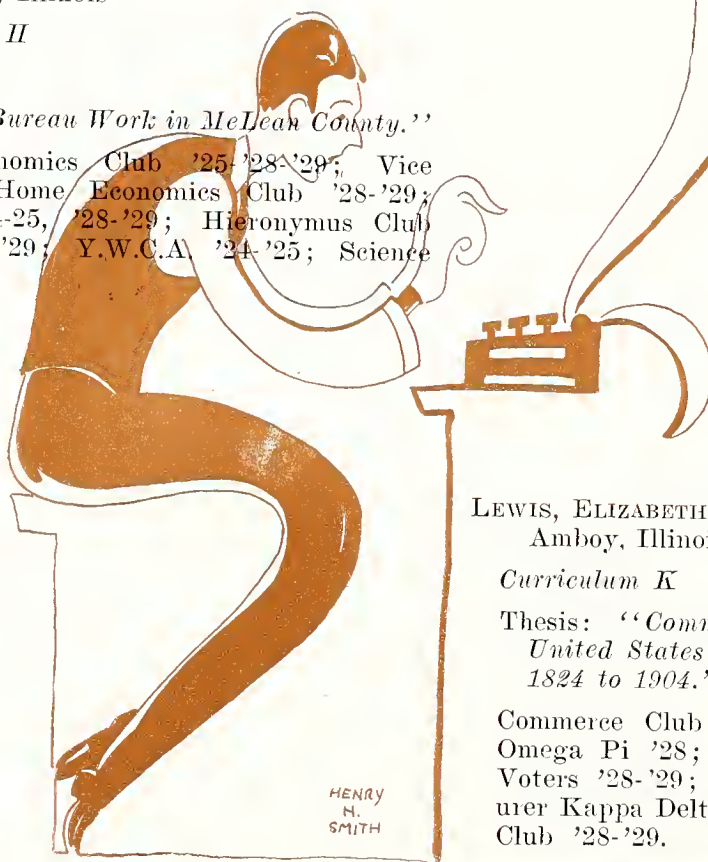 Illinois
II
Bureau Work in McLean County.''
nomics Club '25-'28-'29; Vice
Home Economics Club '28-'29;
-25, '28-'29; Hieronymus Club
'29; Y.W.C.A. '24-'25; Science
LEWIS, ELIZABETH
Amboy, Illinoi
Curriculum K
Thesis: ''Comm
United States
1824 to 1904.''
Commerce Club
Omega Pi '28;
Voters '28-'29;
urer Kappa Delt
Club '28-'29.
HENRY
N.
SMITH